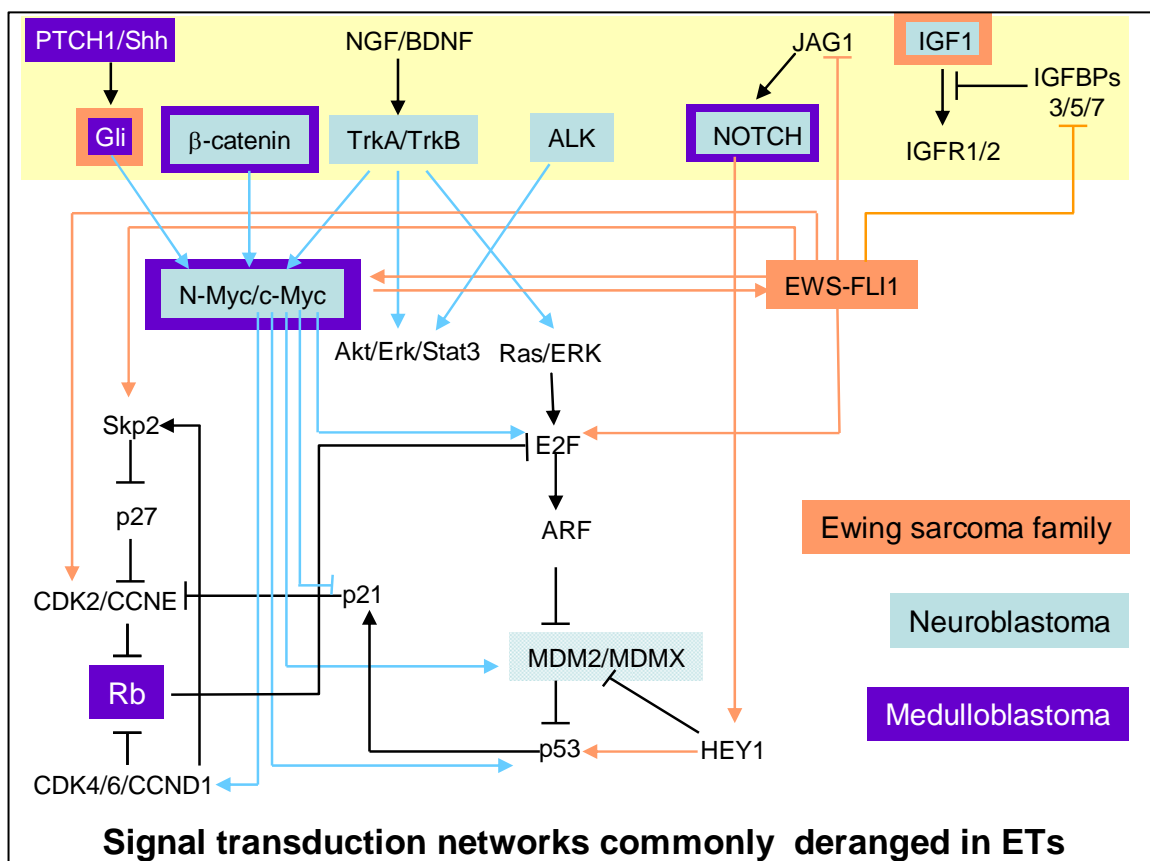 PTCH1/Shh
NGF/BDNF
JAG1
IGF1
IGFBPs
3/5/7
Gli
β-catenin
TrkA/TrkB
ALK
NOTCH
IGFR1/2
N-Myc/c-Myc
EWS-FLI1
Akt/Erk/Stat3
Ras/ERK
Skp2
E2F
p27
ARF
Ewing sarcoma family
CDK2/CCNE
p21
Neuroblastoma
MDM2/MDMX
Rb
Medulloblastoma
p53
HEY1
CDK4/6/CCND1
Signal transduction networks commonly deranged in ETs